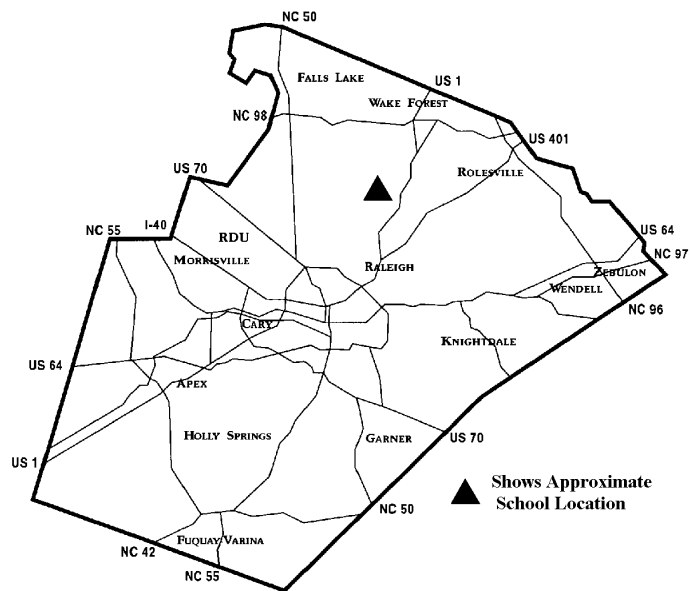 NC 50
FALLS LAKE
US 1
WAKE FOREST
NC 98
US 401
US 70
ROLESVILLE
NC 55
I-40
RDU
US 64
MORRISVILLE
RALEIGH
NC 97
ZEBULON
WENDELL
NC 96
CARY
KNIGHTDALE
US 64
APEX
HOLLY SPRINGS
GARNER
US 70
US 1
Shows Approximate
School Location
NC 50
FUQUAY-VARINA
NC 42
NC 55